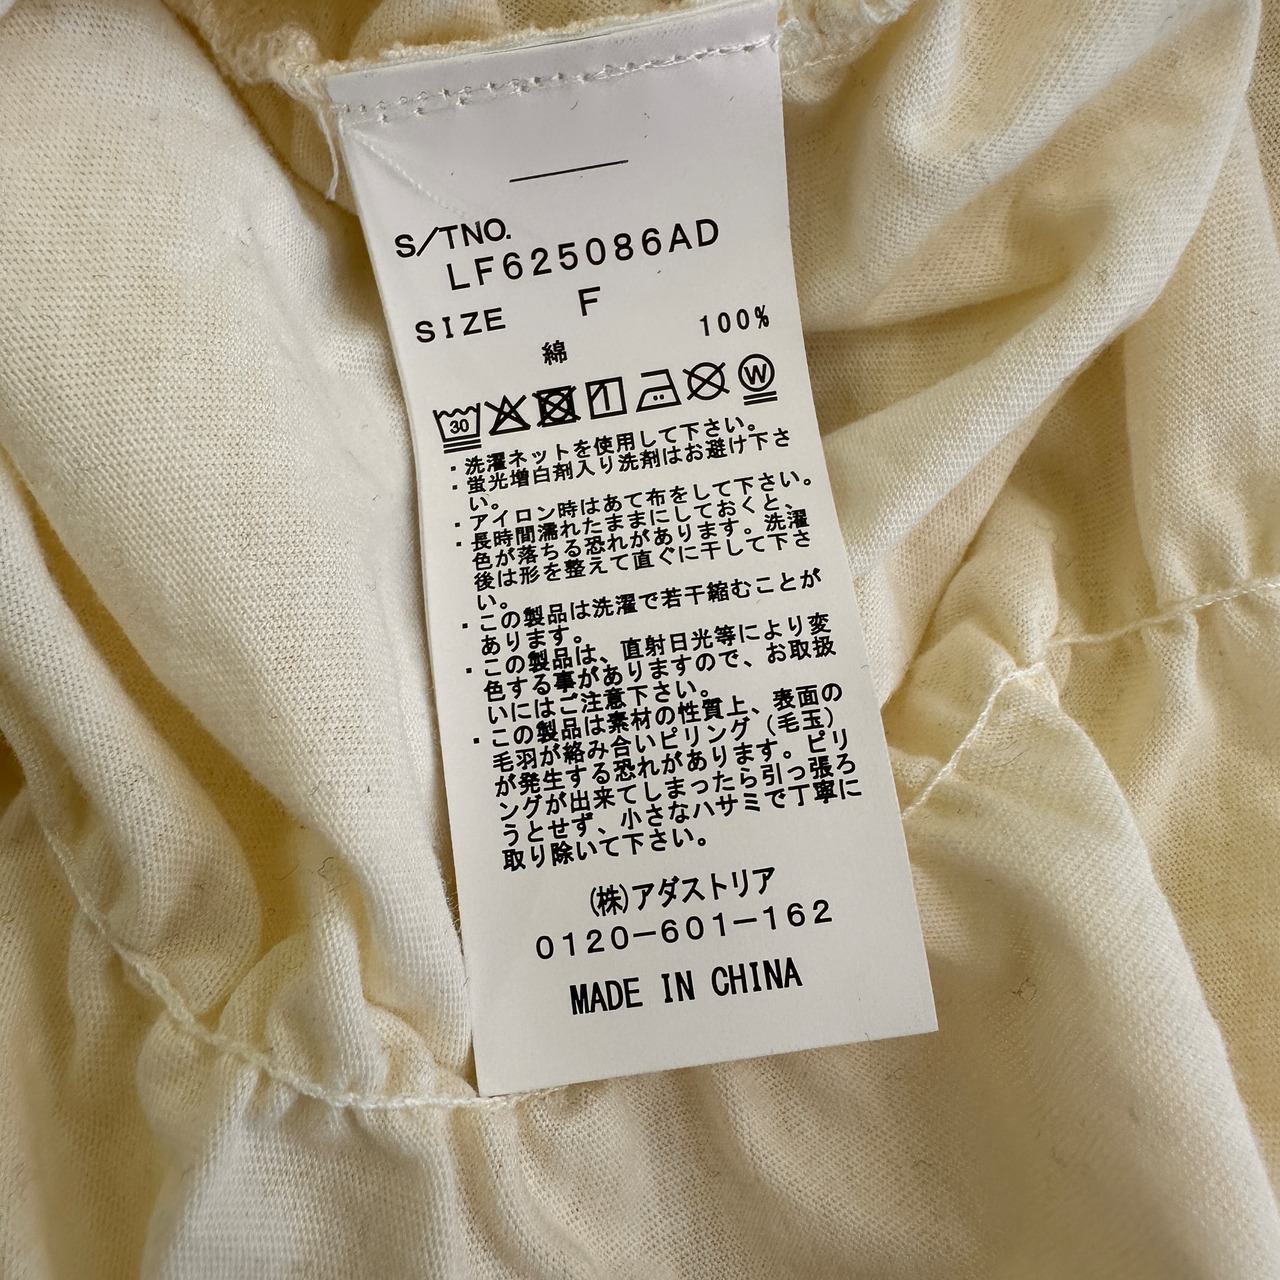 S/TNO.
LF625086AD
SIZE F
綿 100%
30 W
・洗濯ネットを使用して下さい。
・蛍光増白剤入り洗剤はお避け下さ
い。
・アイロン時はあて布をして下さい。
・長時間濡れたままにしておくと、
色が落ちる恐れがあります。洗濯
後は形を整えて直ぐに干して下さ
い。
・この製品は洗濯で若干縮むことが
あります。
・この製品は、直射日光等により変
色する事がありますので、お取扱
いにはご注意下さい。
・この製品は素材の性質上、表面の
毛羽が絡み合いピリング(毛玉)
が発生する恐れがあります。ピリ
ングが出来てしまったら引っ張ろ
うとせず、小さなハサミで丁寧に
取り除いて下さい。
(株)アダストリア
0120-601-162
MADE IN CHINA